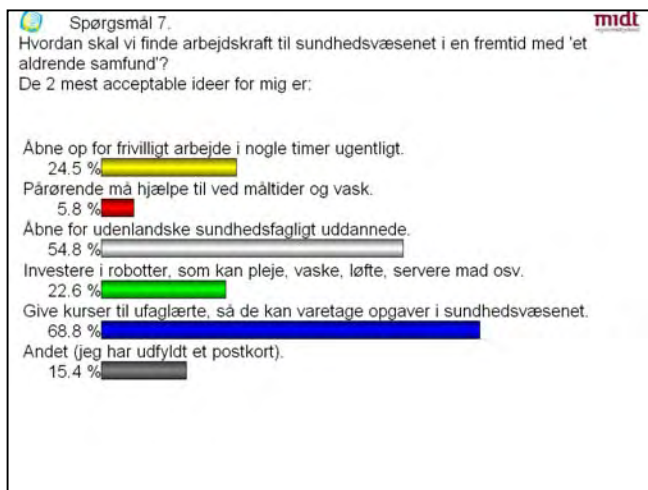 Spørgsmål 7.
midt
Hvordan skal vi finde arbejdskraft til sundhedsvæsenet i en fremtid med 'et
aldrende samfund'?
De 2 mest acceptable ideer for mig er:
Åbne op for frivilligt arbejde i nogle timer ugentligt.
24.5 %
Pårørende må hjælpe til ved måltider og vask.
5.8 %
Åbne for udenlandske sundhedsfagligt uddannede.
54.8 %
Investere i robotter, som kan pleje, vaske, løfte, servere mad osv.
22.6 %
Give kurser til ufaglærte, så de kan varetage opgaver i sundhedsvæsenet.
68.8 %
Andet (jeg har udfyldt et postkort).
15.4 %